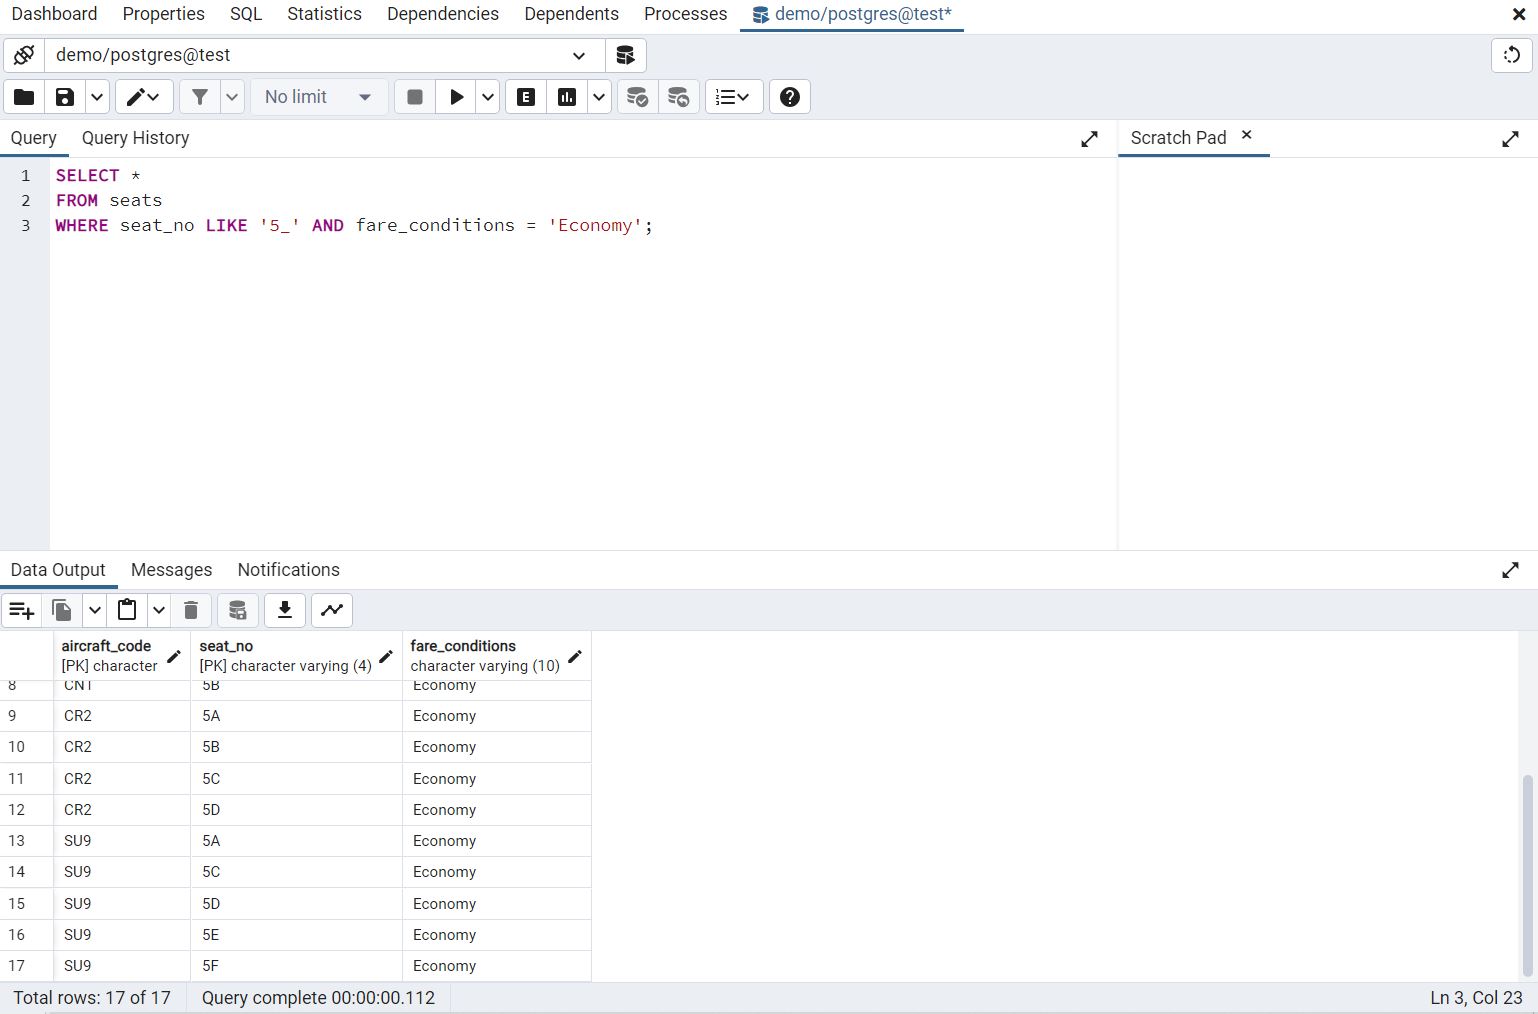 Dashboard Properties SQL Statistics Dependencies Dependents Processes demo/postgres@test*
demo/postgres@test
No limit E
Query Query History Scratch Pad
1 SELECT *
2 FROM seats
3 WHERE seat_no LIKE '5_' AND fare_conditions = 'Economy';
Data Output Messages Notifications
aircraft_code seat_no fare_conditions
[PK] character [PK] character varying (4) character varying (10)
8 CN1 5B Economy
9 CR2 5A Economy
10 CR2 5B Economy
11 CR2 5C Economy
12 CR2 5D Economy
13 SU9 5A Economy
14 SU9 5C Economy
15 SU9 5D Economy
16 SU9 5E Economy
17 SU9 5F Economy
Total rows: 17 of 17 Query complete 00:00:00.112 Ln 3, Col 23